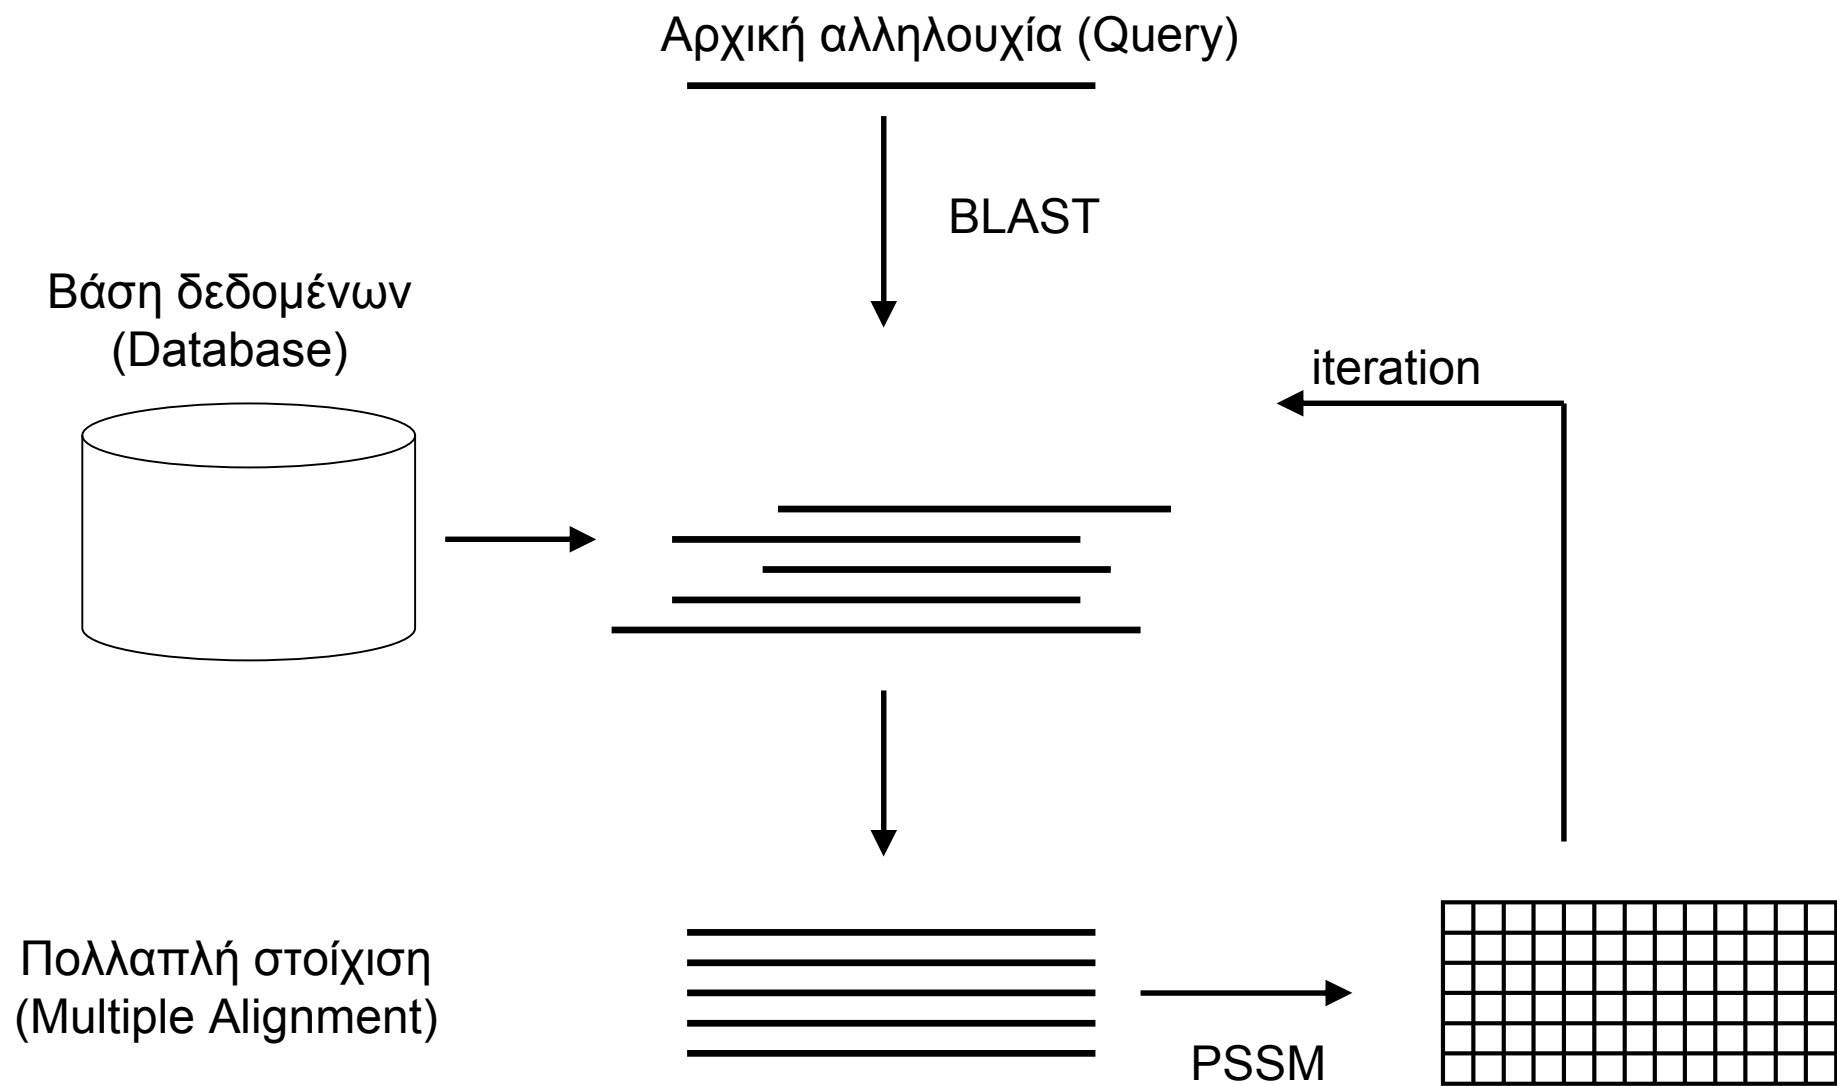 Αρχική αλληλουχία (Query)
BLAST
Βάση δεδομένων
(Database)
iteration
Πολλαπλή στοίχιση
(Multiple Alignment)
PSSM